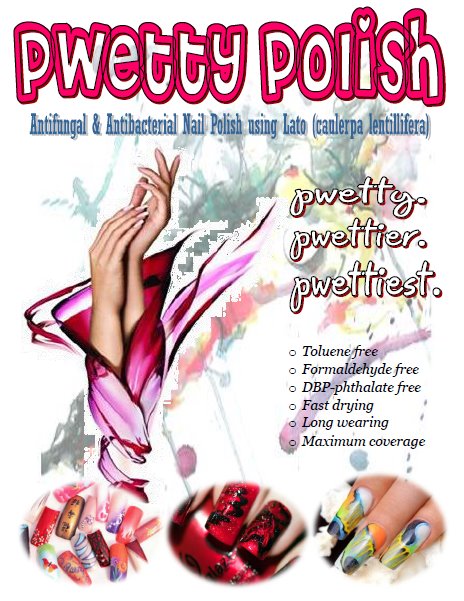 Pwetty Polish
Antifungal & Antibacterial Nail Polish using Lato (caulerpa lentillifera)
pwetty.
pwettier.
pwettiest.
○ Toluene free
○ Formaldehyde free
○ DBP-phthalate free
○ Fast drying
○ Long wearing
○ Maximum coverage